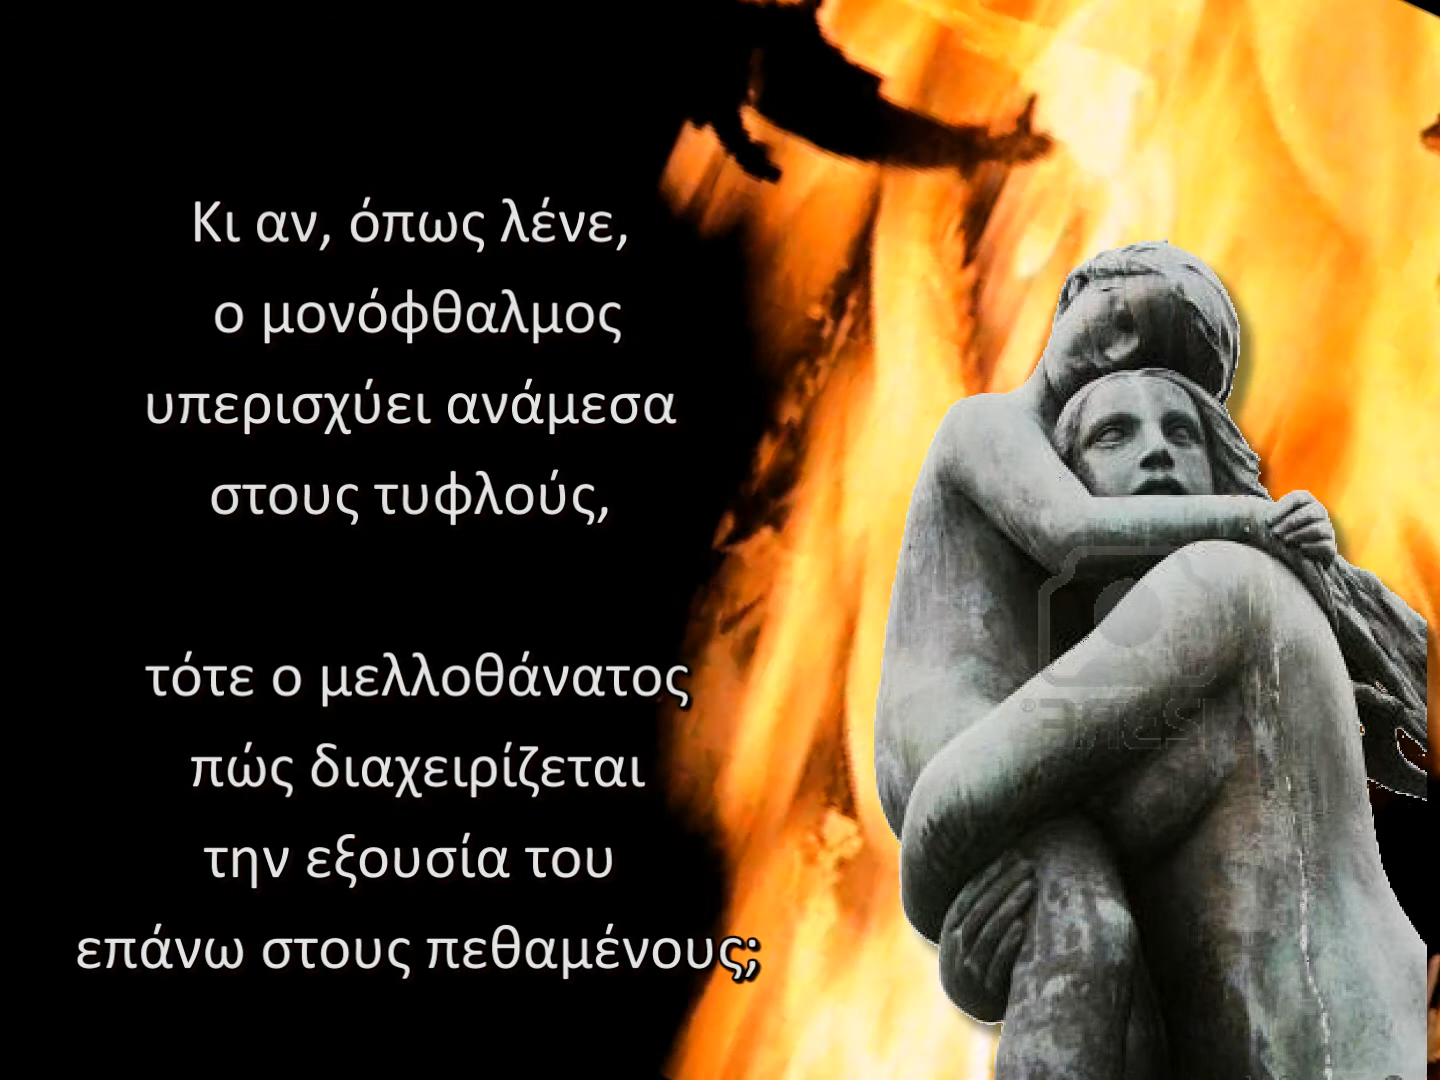 Κι αν, όπως λένε,
ο μονόφθαλμος
υπερισχύει ανάμεσα
στους τυφλούς,
τότε ο μελλοθάνατος
πώς διαχειρίζεται
την εξουσία του
επάνω στους πεθαμένους;